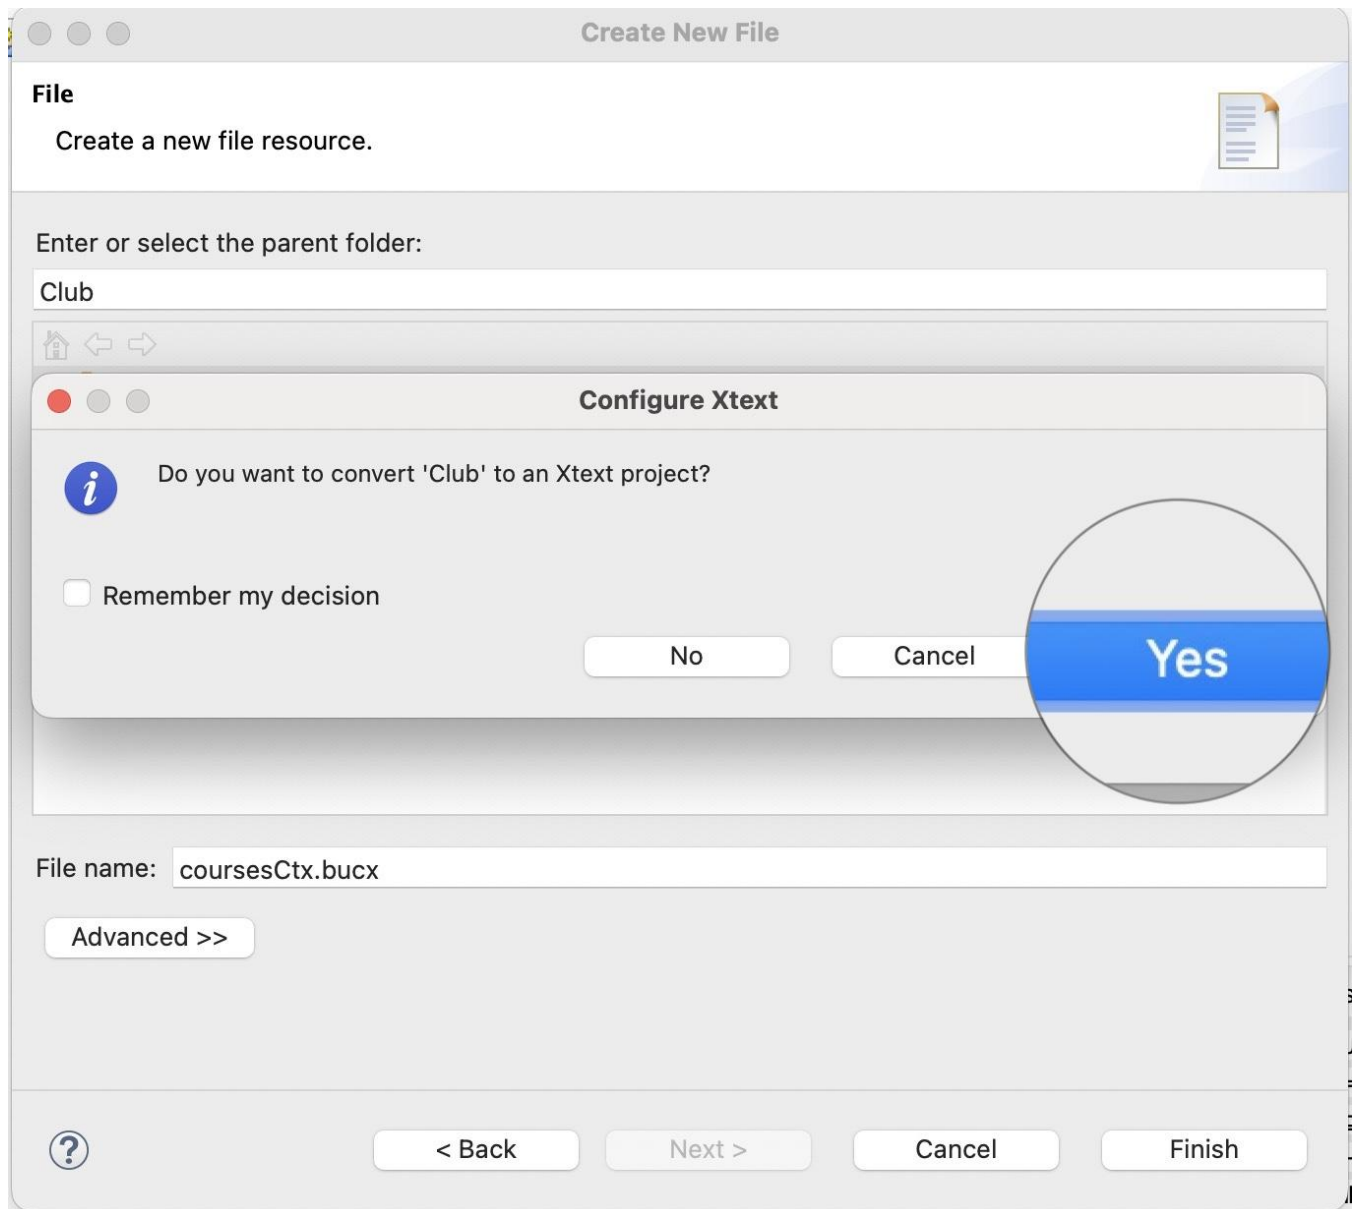 Create New File
File
Create a new file resource.
Enter or select the parent folder:
Club
Configure Xtext
Do you want to convert 'Club' to an Xtext project?
Remember my decision
No
Cancel
Yes
File name:
coursesCtx.bucx
Advanced >>
?
< Back
Next >
Cancel
Finish